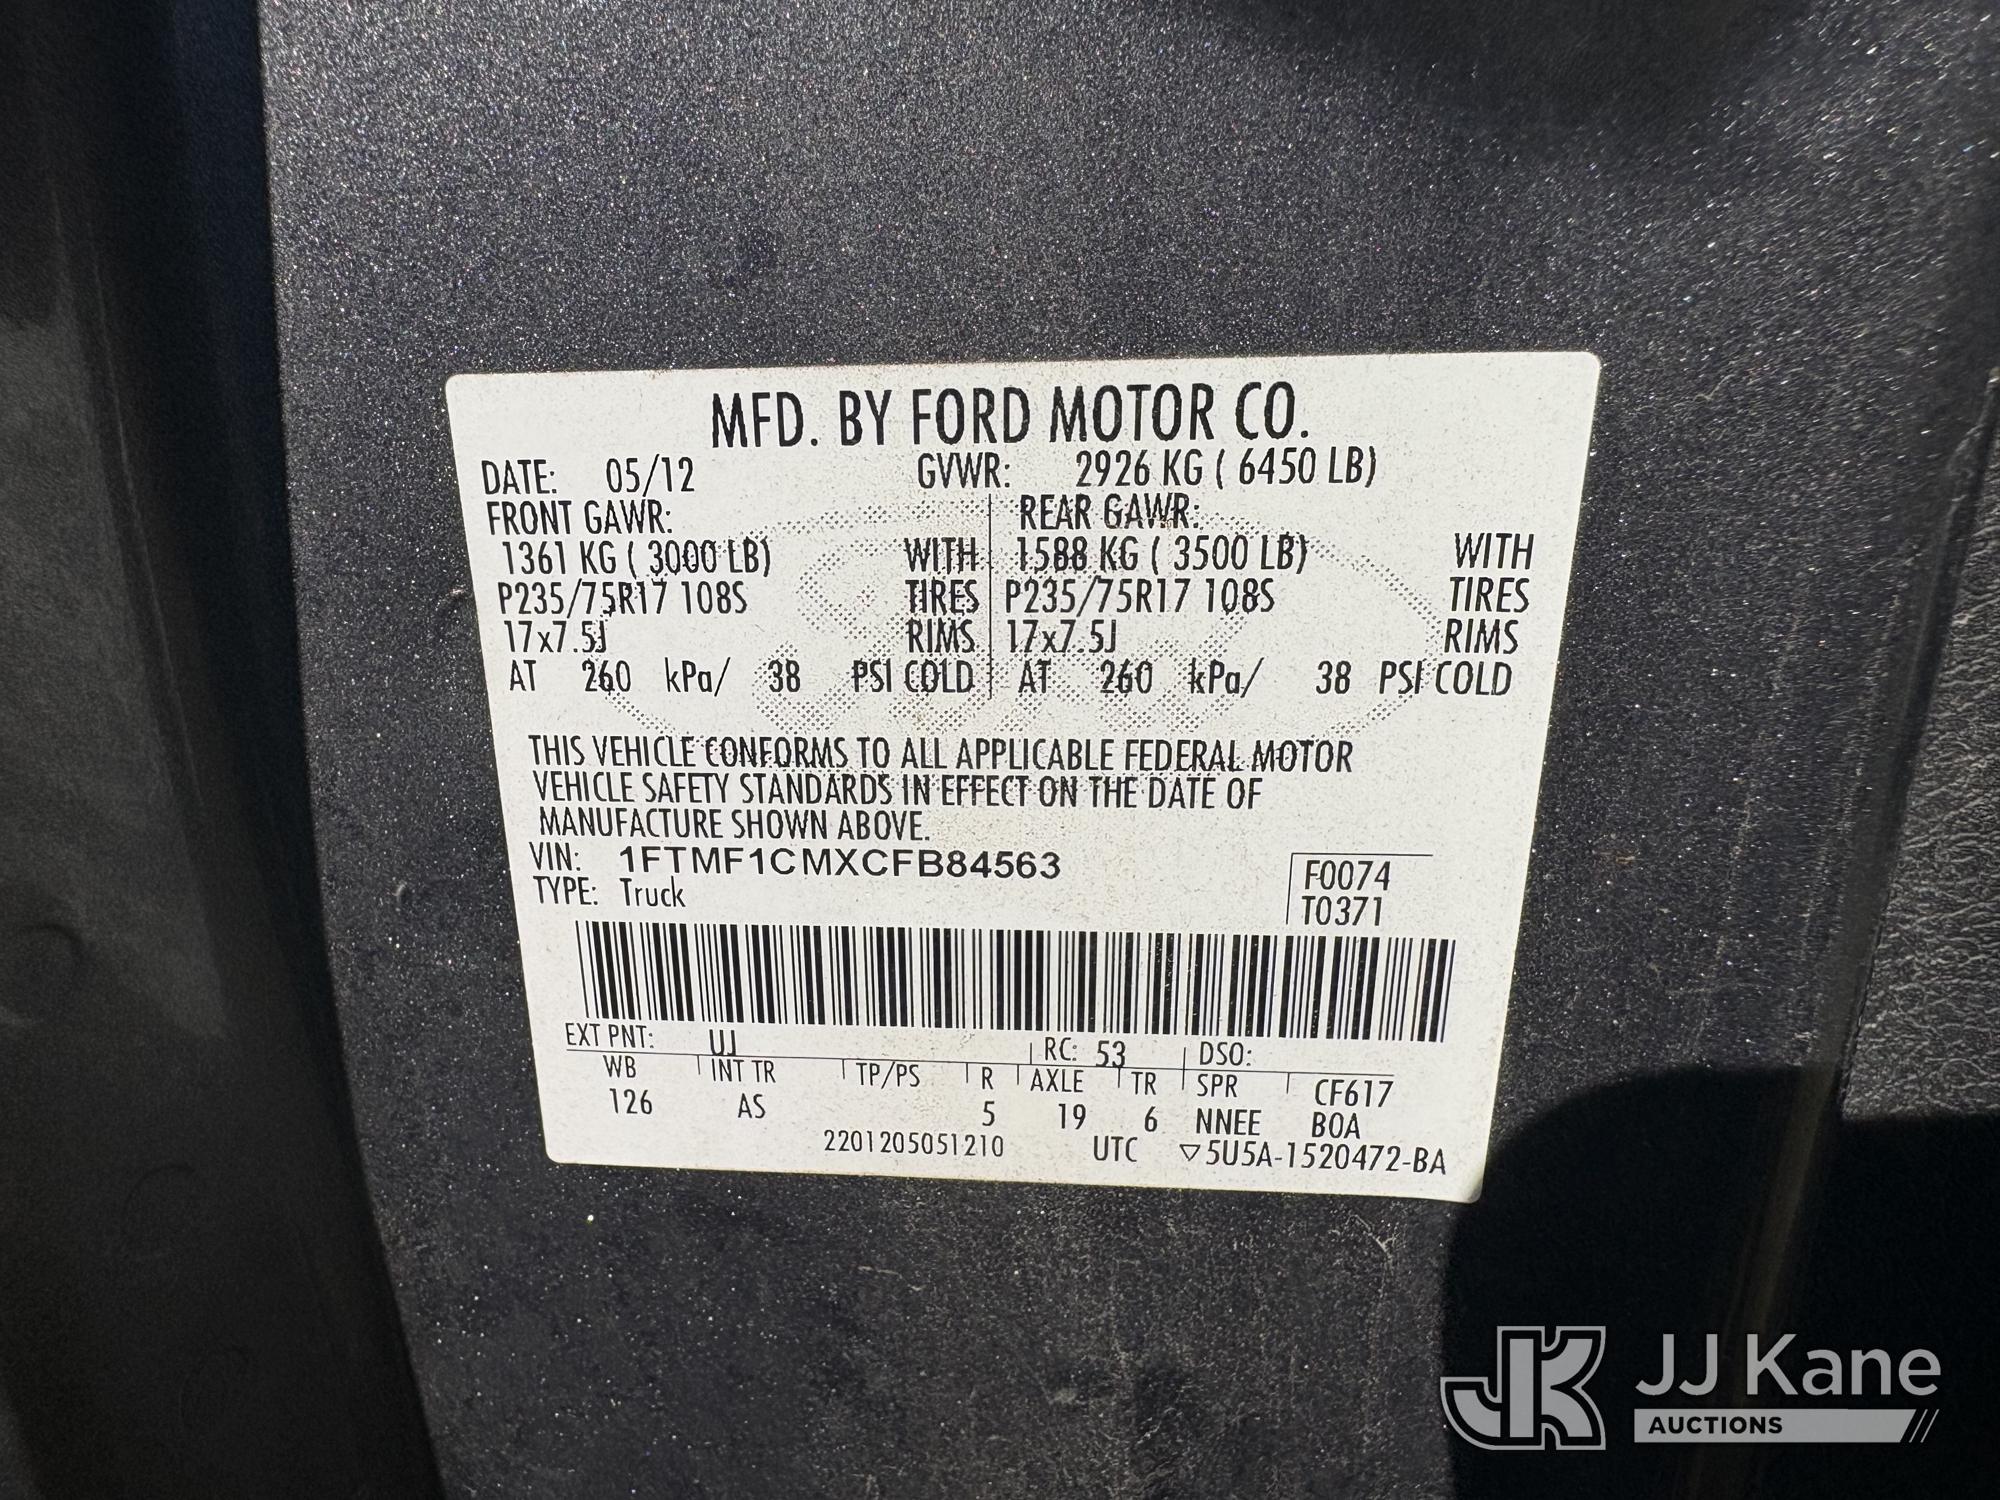 MFD. BY FORD MOTOR CO.
DATE: 05/12 GVWR: 2926 KG ( 6450 LB)
FRONT GAWR: REAR GAWR:
1361 KG ( 3000 LB) WITH 1588 KG ( 3500 LB) WITH
P235/75R17 108S TIRES P235/75R17 108S TIRES
17x7.5J RIMS 17x7.5J RIMS
AT 260 kPa/ 38 PSI COLD AT 260 kPa/ 38 PSI COLD
THIS VEHICLE CONFORMS TO ALL APPLICABLE FEDERAL MOTOR
VEHICLE SAFETY STANDARDS IN EFFECT ON THE DATE OF
MANUFACTURE SHOWN ABOVE.
VIN: 1FTMF1CMXCFB84563 F0074
TYPE: Truck T0371
EXT PNT: UJ RC: 53 DSO:
WB INT TR TP/PS R AXLE TR SPR CF617
126 AS 5 19 6 NNEE BOA
2201205051210 UTC ▽5U5A-1520472-BA
JK JJ Kane
AUCTIONS